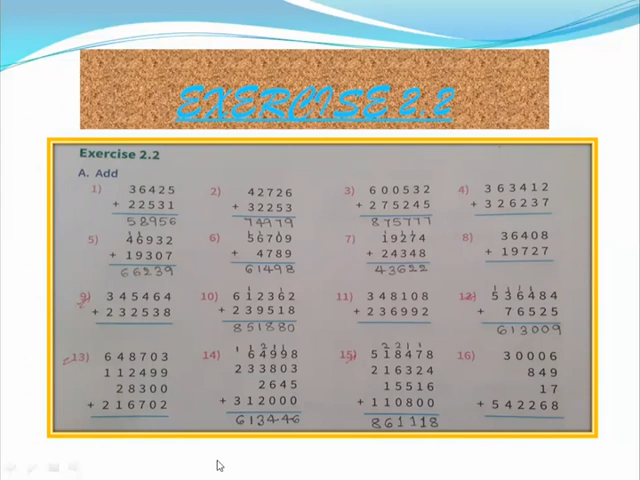 EXERCISE 2.2
Exercise 2.2
A. Add
1) 36425 2) 42726 3) 600532 4) 363412
+ 22531 + 32253 + 275245 + 326237
58956 74979 875777
5) 46932 6) 56709 7) 19274 8) 36408
+ 19307 + 4789 + 24348 + 19727
66239 61498 43622
9) 345464 10) 612362 11) 348108 12) 536484
+ 232538 + 239518 + 236992 + 76525
851880 613009
13) 648703 14) 64998 15) 518478 16) 30006
112499 233803 216324 849
28300 2645 15516 17
+ 216702 + 312000 + 110800 + 542268
613446 861118